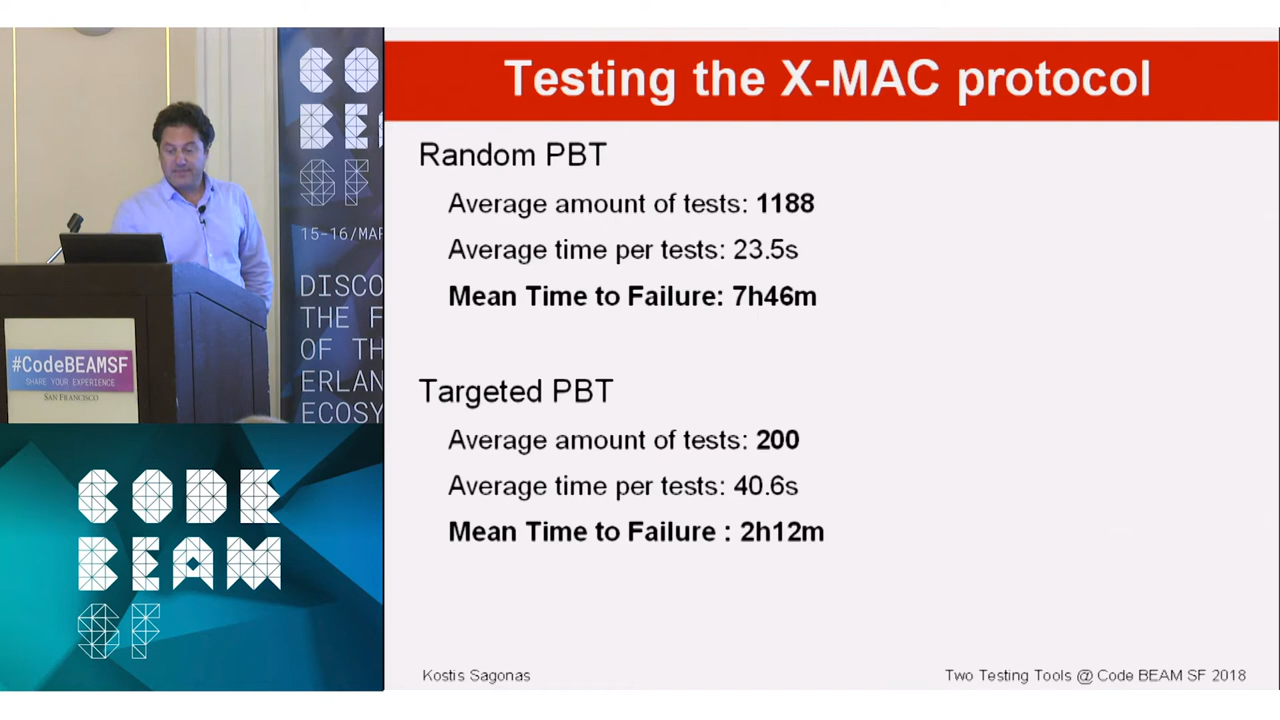 CO
BEA
SF
15-16/MAR
DISCO
THE F
OF TH
ERLAN
ECOSY
#CodeBEAMSF
SHARE YOUR EXPERIENCE
SAN FRANCISCO
CODE
BEAM
SF
Testing the X-MAC protocol
Random PBT
Average amount of tests: 1188
Average time per tests: 23.5s
Mean Time to Failure: 7h46m
Targeted PBT
Average amount of tests: 200
Average time per tests: 40.6s
Mean Time to Failure : 2h12m
Kostis Sagonas
Two Testing Tools @ Code BEAM SF 2018